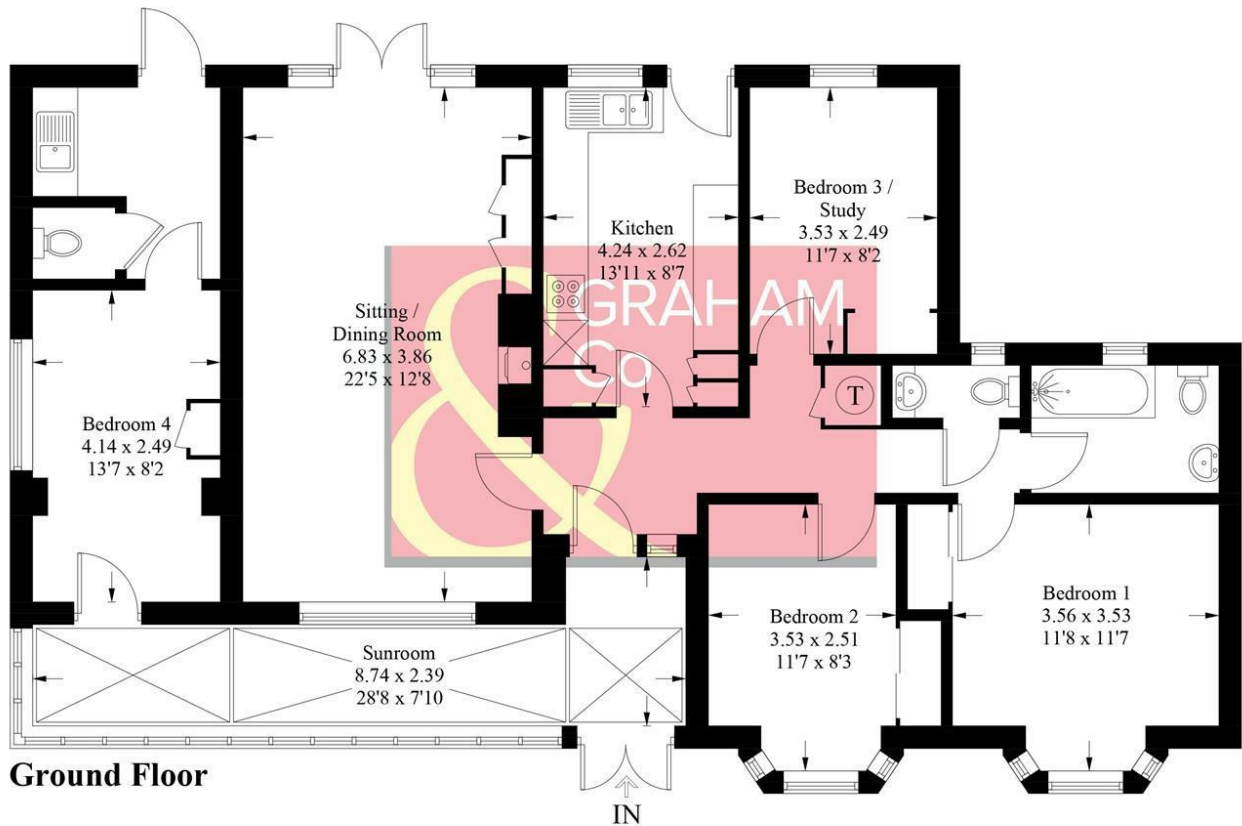 Bedroom 3 /
Study
3.53 x 2.49
11'7 x 8'2
Kitchen
4.24 x 2.62
13'11 x 8'7
Sitting /
Dining Room
6.83 x 3.86
22'5 x 12'8
& GRAHAM
Co
T
Bedroom 4
4.14 x 2.49
13'7 x 8'2
Bedroom 1
3.56 x 3.53
11'8 x 11'7
Bedroom 2
3.53 x 2.51
11'7 x 8'3
Sunroom
8.74 x 2.39
28'8 x 7'10
Ground Floor
IN